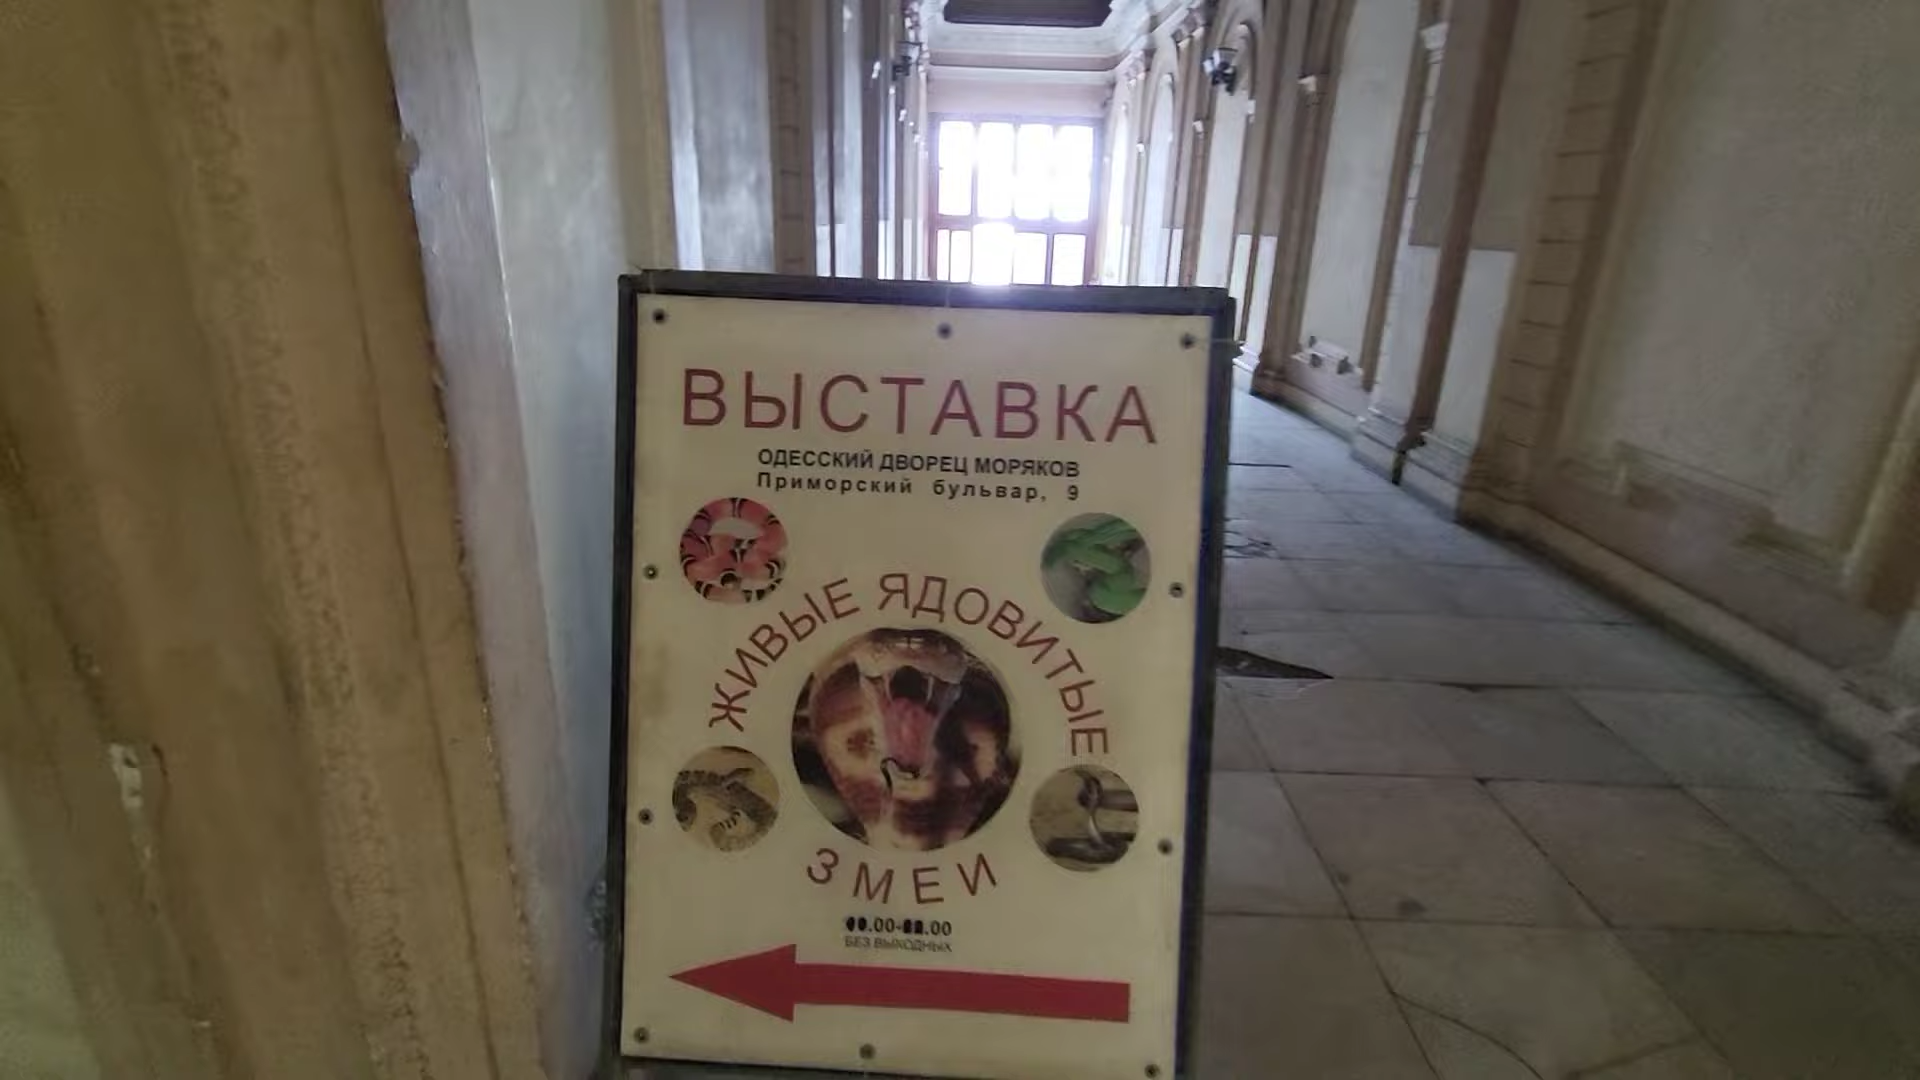 ВЫСТАВКА
ОДЕССКИЙ ДВОРЕЦ МОРЯКОВ
Приморский бульвар, 9
ЖИВЫЕ ЯДОВИТЫЕ
ЗМЕИ
.00- .00
БЕЗ ВЫХОДНЫХ